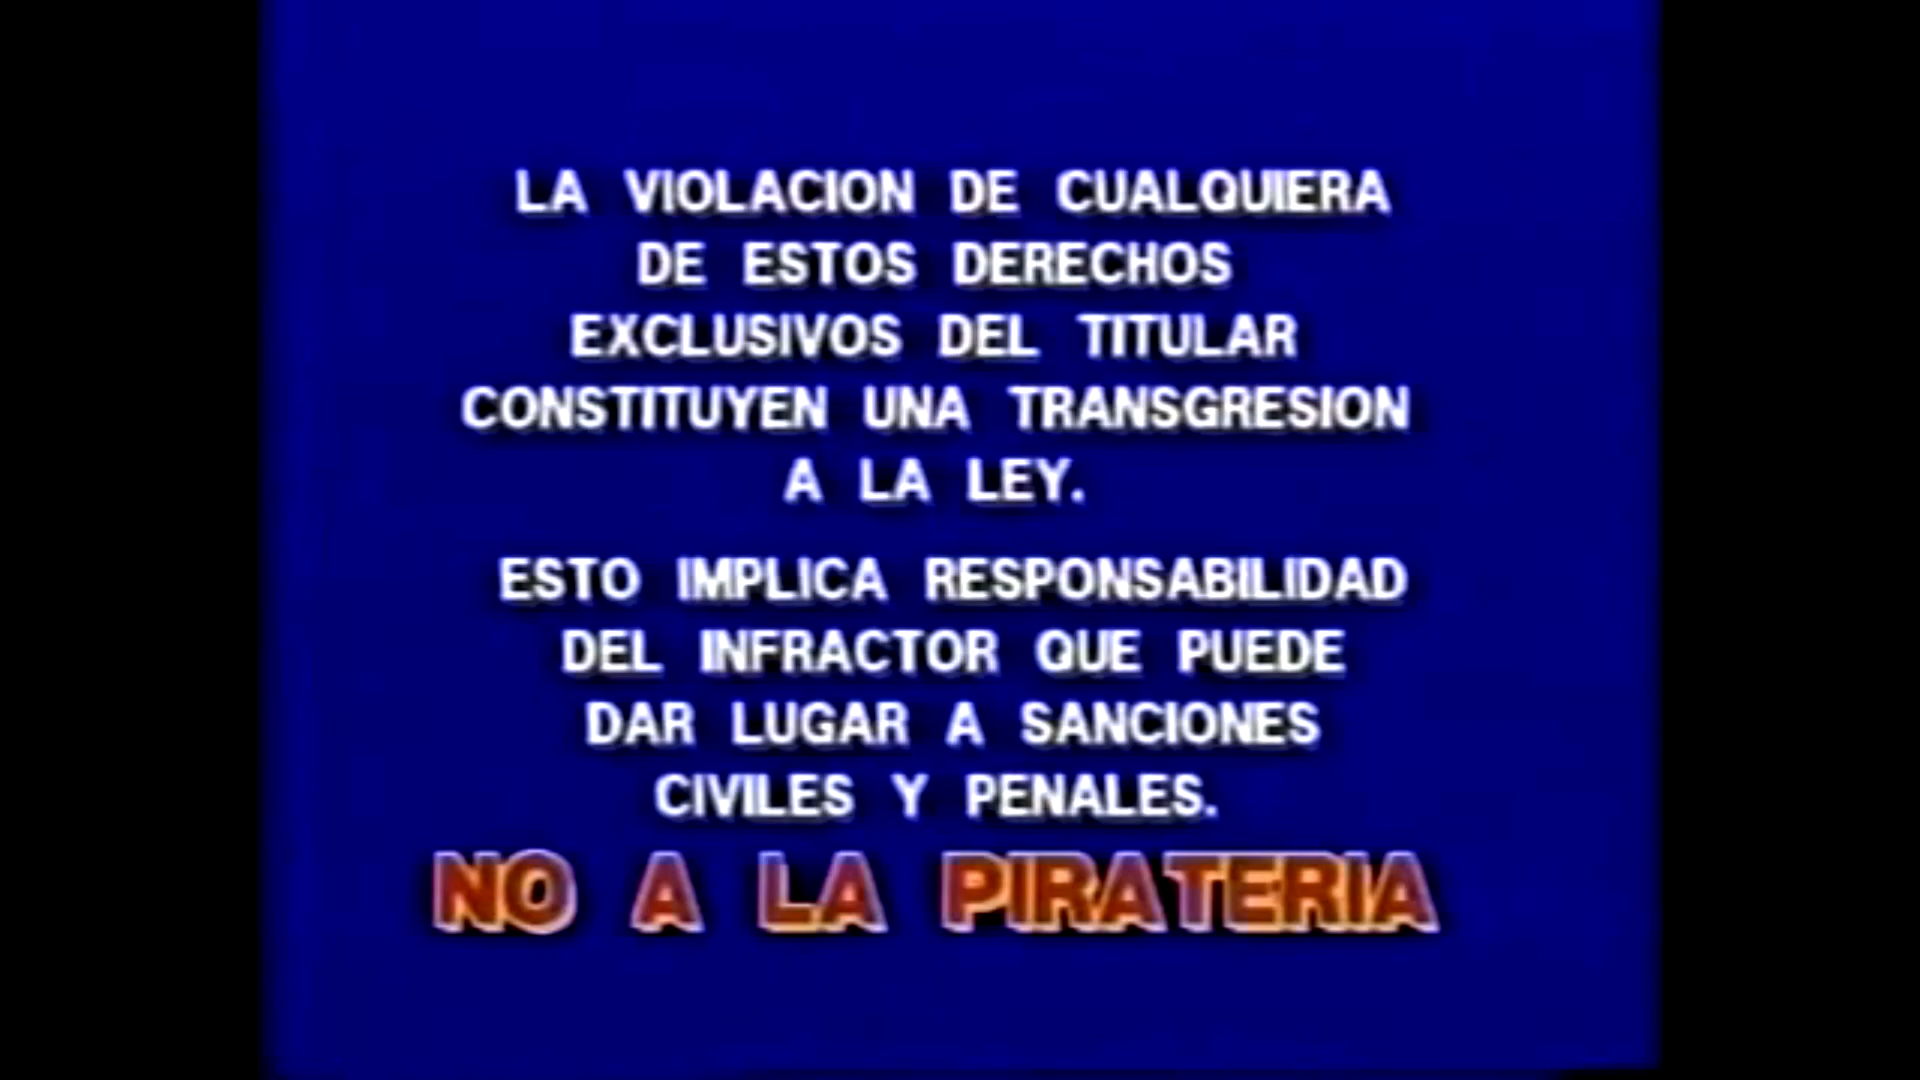 LA VIOLACION DE CUALQUIERA
DE ESTOS DERECHOS
EXCLUSIVOS DEL TITULAR
CONSTITUYEN UNA TRANSGRESION
A LA LEY.
ESTO IMPLICA RESPONSABILIDAD
DEL INFRACTOR QUE PUEDE
DAR LUGAR A SANCIONES
CIVILES Y PENALES.
NO A LA PIRATERIA